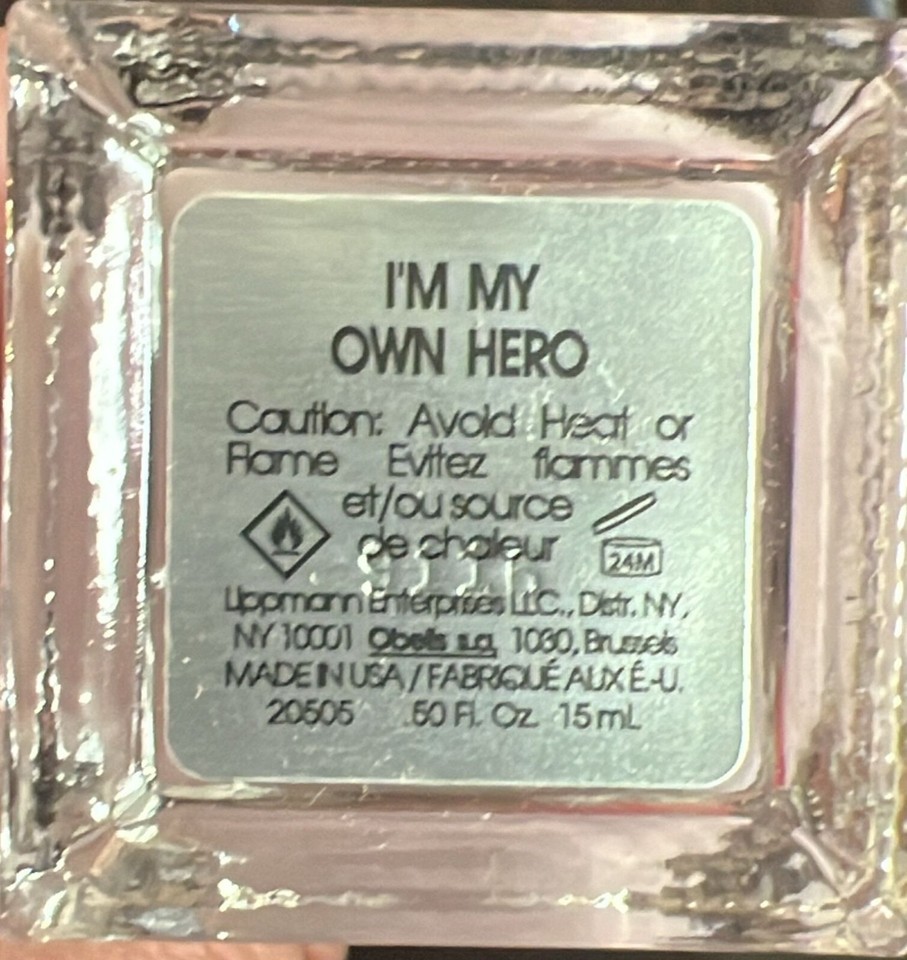 I'M MY
OWN HERO
Caution: Avoid Heat or
Flame Evitez flammes
et/ou source
de chaleur
24M
Lippmann Enterprises LLC., Distr. NY,
NY 10001 Obelis s.a. 1030, Brussels
MADE IN USA / FABRIQUÉ AUX É-U.
20505 .50 Fl. Oz. 15 mL